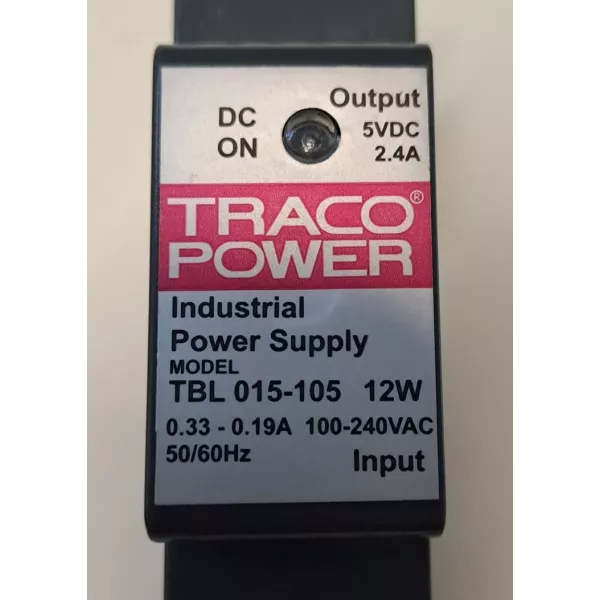 DC
ON
Output
5VDC
2.4A
TRACO®
POWER
Industrial
Power Supply
MODEL
TBL 015-105 12W
0.33 - 0.19A 100-240VAC
50/60Hz
Input